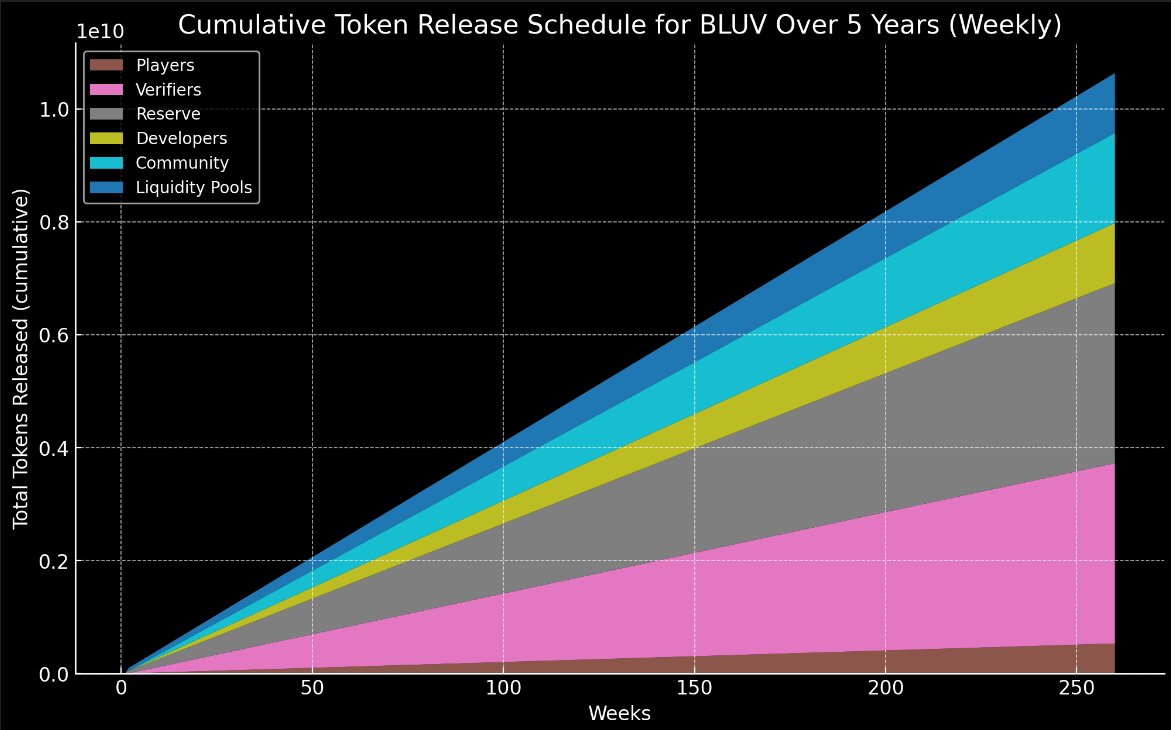 Cumulative Token Release Schedule for BLUV Over 5 Years (Weekly)
1e10
Players
Verifiers
Reserve
Developers
Community
Liquidity Pools
Total Tokens Released (cumulative)
1.0
0.8
0.6
0.4
0.2
0.0
0 50 100 150 200 250
Weeks